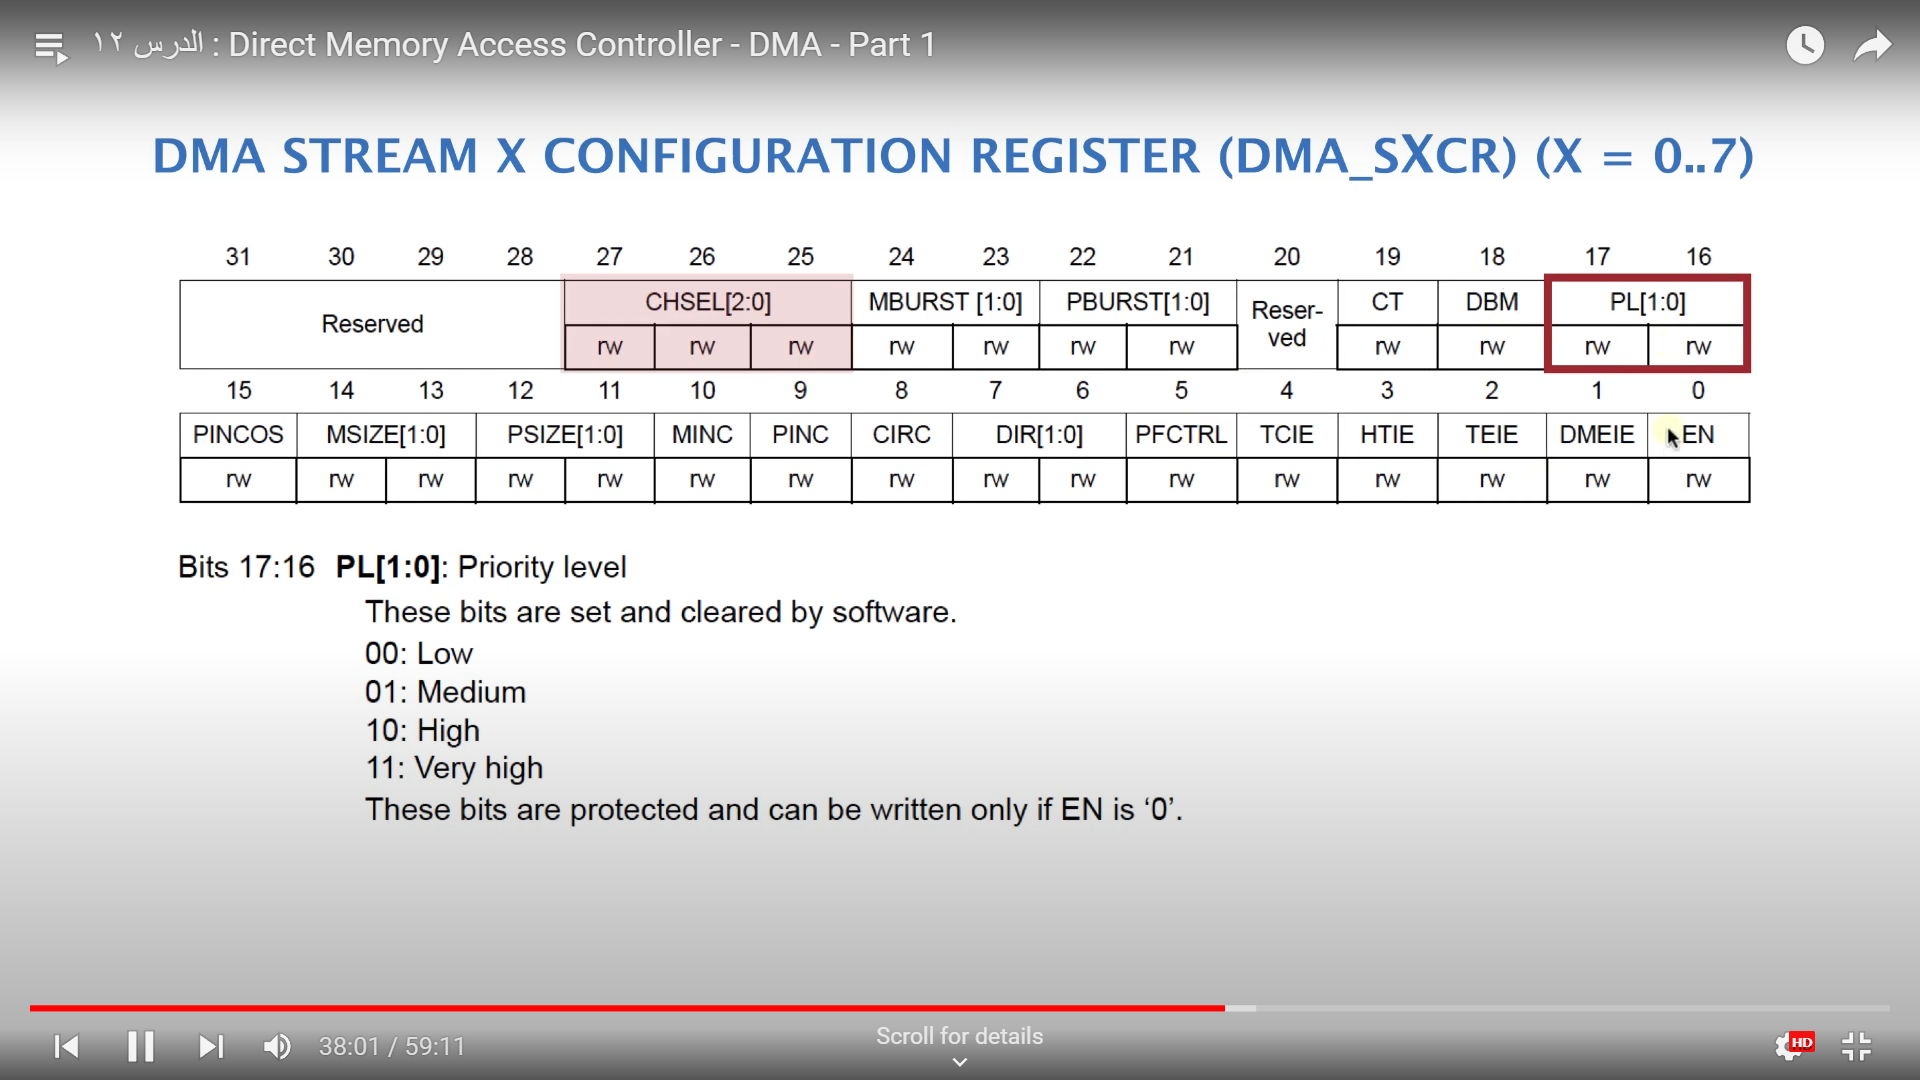 الدرس ١٢ : Direct Memory Access Controller - DMA - Part 1
DMA STREAM X CONFIGURATION REGISTER (DMA_SXCR) (X = 0..7)
31 30 29 28 27 26 25 24 23 22 21 20 19 18 17 16
Reserved CHSEL[2:0] MBURST [1:0] PBURST[1:0] Reser-ved CT DBM PL[1:0]
rw rw rw rw rw rw rw rw rw rw rw
15 14 13 12 11 10 9 8 7 6 5 4 3 2 1 0
PINCOS MSIZE[1:0] PSIZE[1:0] MINC PINC CIRC DIR[1:0] PFCTRL TCIE HTIE TEIE DMEIE EN
rw rw rw rw rw rw rw rw rw rw rw rw rw rw rw rw
Bits 17:16 PL[1:0]: Priority level
These bits are set and cleared by software.
00: Low
01: Medium
10: High
11: Very high
These bits are protected and can be written only if EN is ‘0’.
Scroll for details
38:01 / 59:11
HD